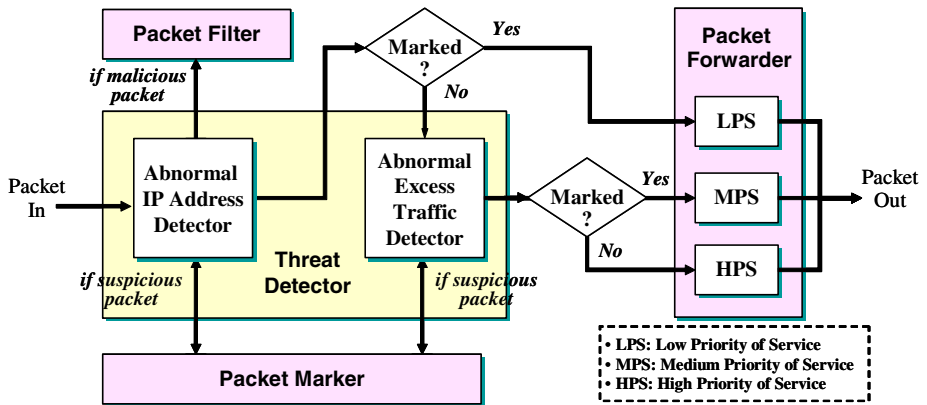 Packet Filter
Marked
?
Yes
No
Packet
Forwarder
if malicious
packet
LPS
Abnormal
IP Address
Detector
Abnormal
Excess
Traffic
Detector
Packet
In
Marked
?
Yes
No
MPS
HPS
Packet
Out
Threat
Detector
if suspicious
packet
if suspicious
packet
Packet Marker
• LPS: Low Priority of Service
• MPS: Medium Priority of Service
• HPS: High Priority of Service